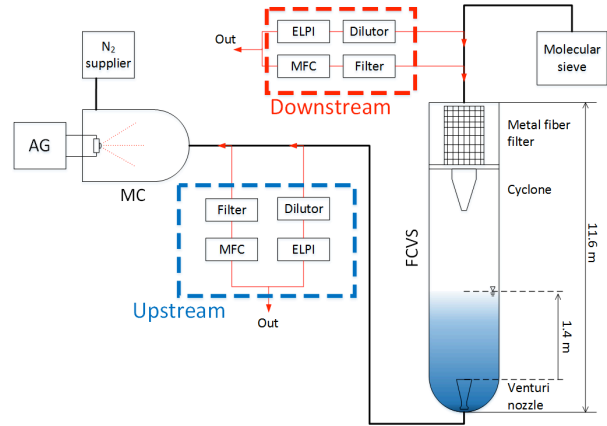 Out
ELPI
Dilutor
MFC
Filter
Downstream
N2
supplier
Molecular
sieve
AG
MC
Metal fiber
filter
Cyclone
FCVS
11.6 m
Filter
Dilutor
MFC
ELPI
Upstream
Out
1.4 m
Venturi
nozzle